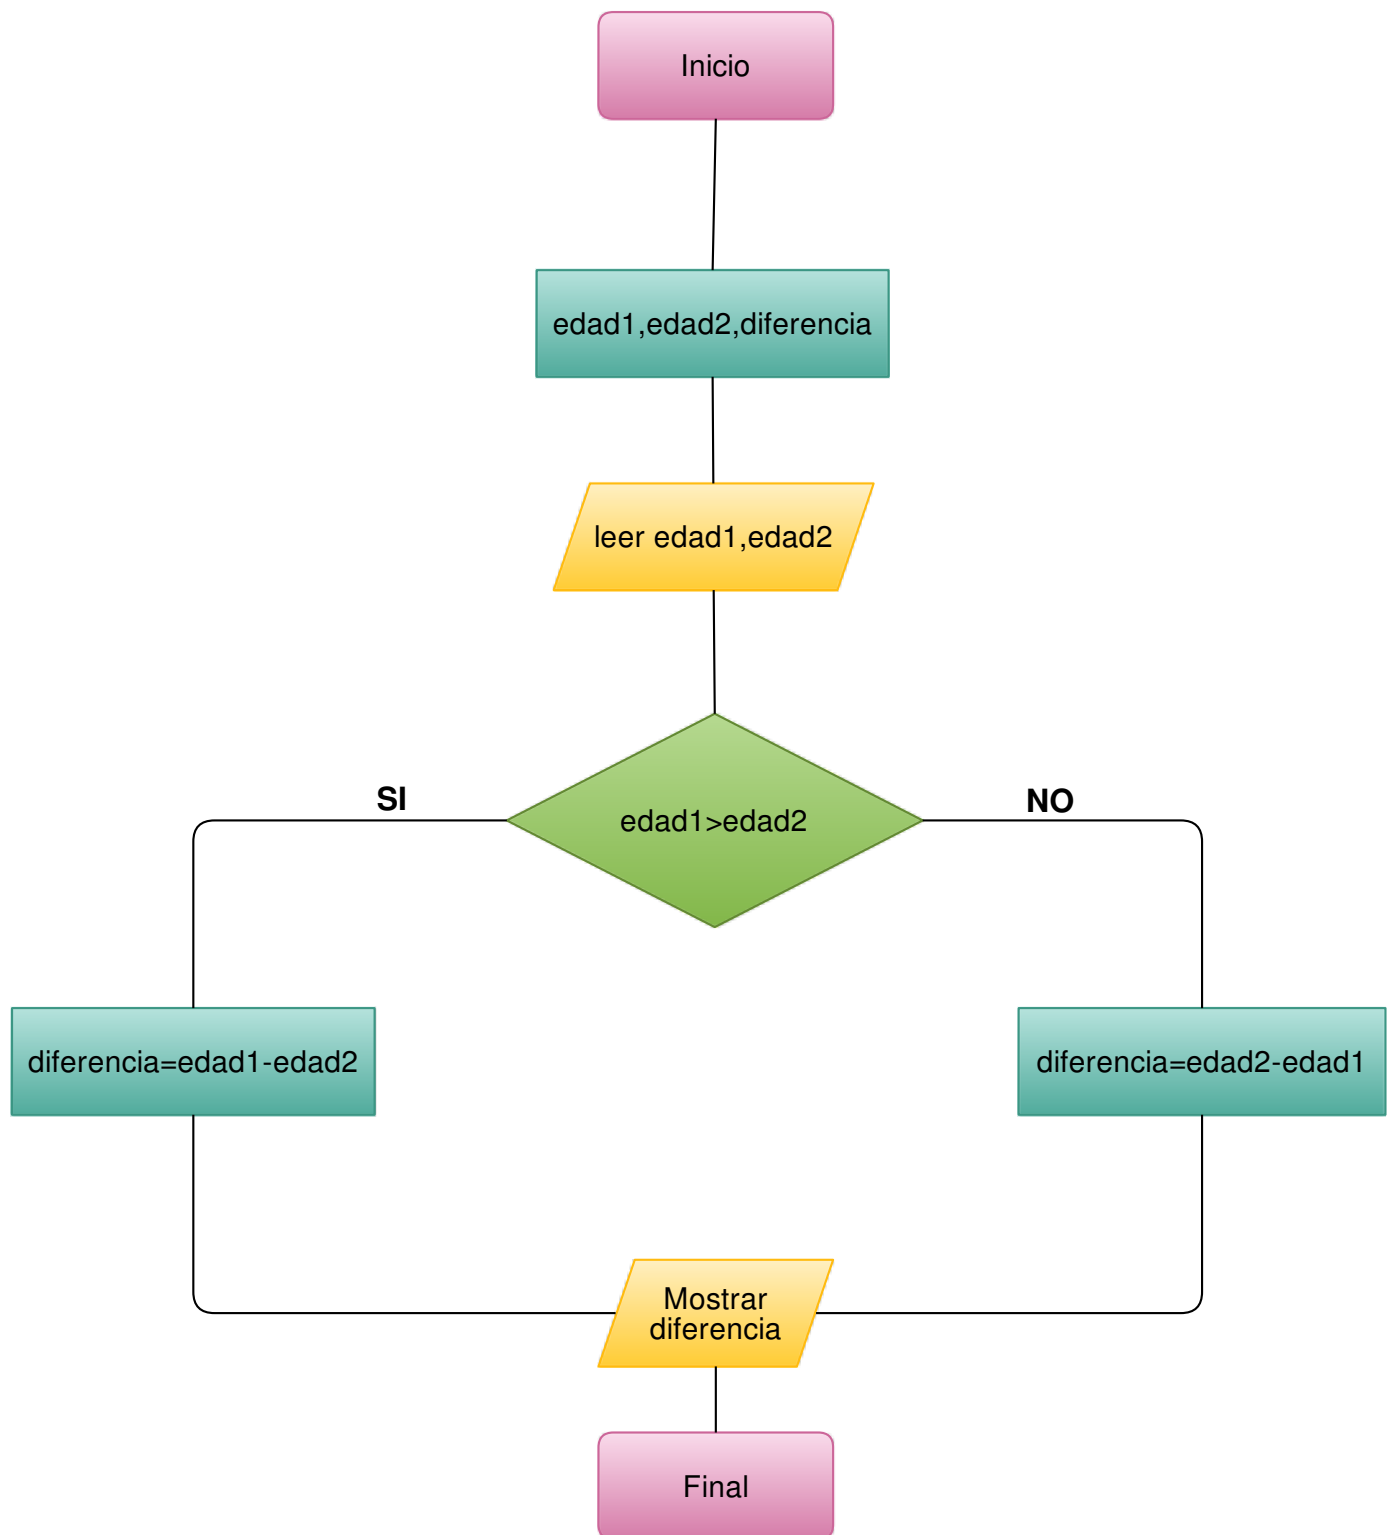 Inicio
edad1,edad2,diferencia
leer edad1,edad2
edad1>edad2
SI
NO
diferencia=edad1-edad2
diferencia=edad2-edad1
Mostrar
diferencia
Final